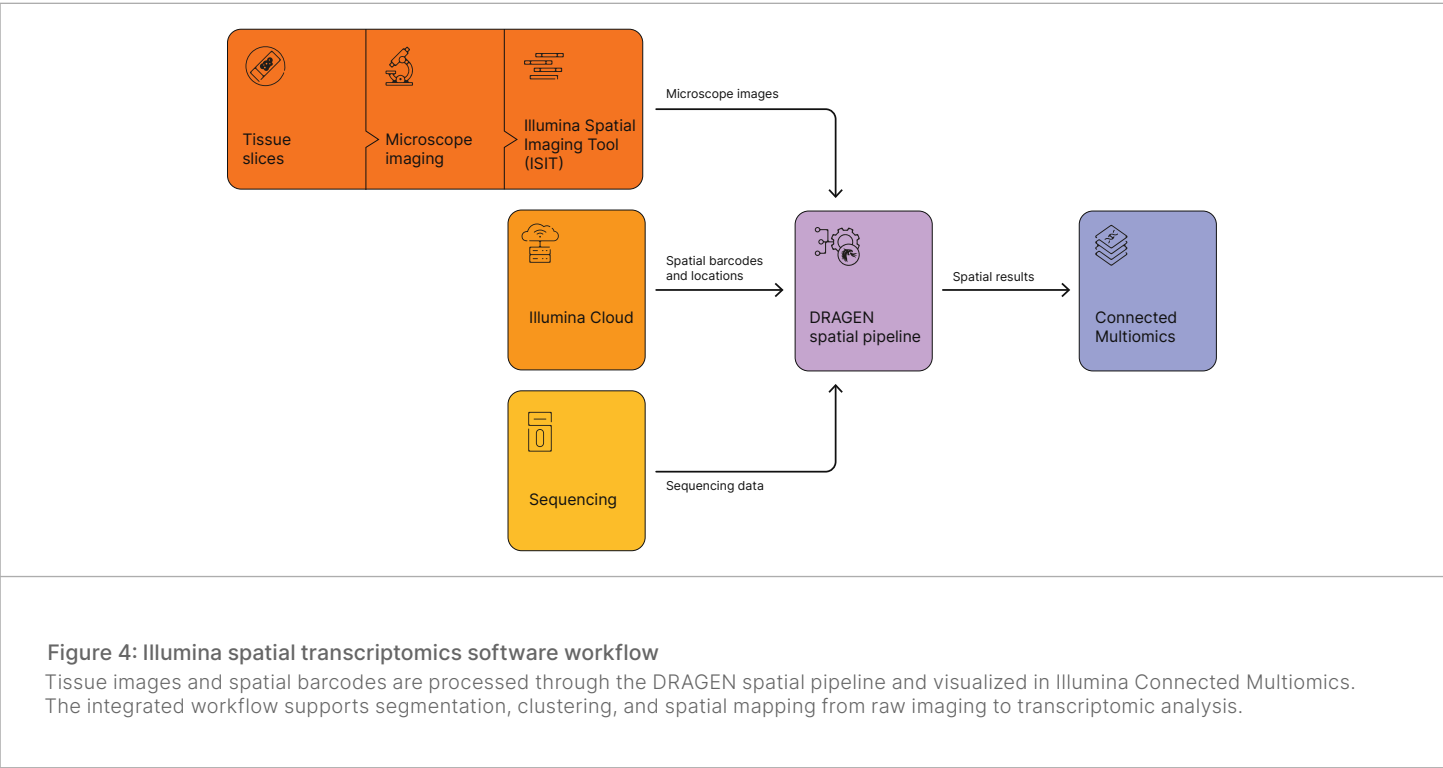 Tissue
slices
Microscope
imaging
Illumina Spatial
Imaging Tool
(ISIT)
Microscope images
Illumina Cloud
Spatial barcodes
and locations
DRAGEN
spatial pipeline
Spatial results
Connected
Multiomics
Sequencing
Sequencing data
Figure 4: Illumina spatial transcriptomics software workflow
Tissue images and spatial barcodes are processed through the DRAGEN spatial pipeline and visualized in Illumina Connected Multiomics.
The integrated workflow supports segmentation, clustering, and spatial mapping from raw imaging to transcriptomic analysis.